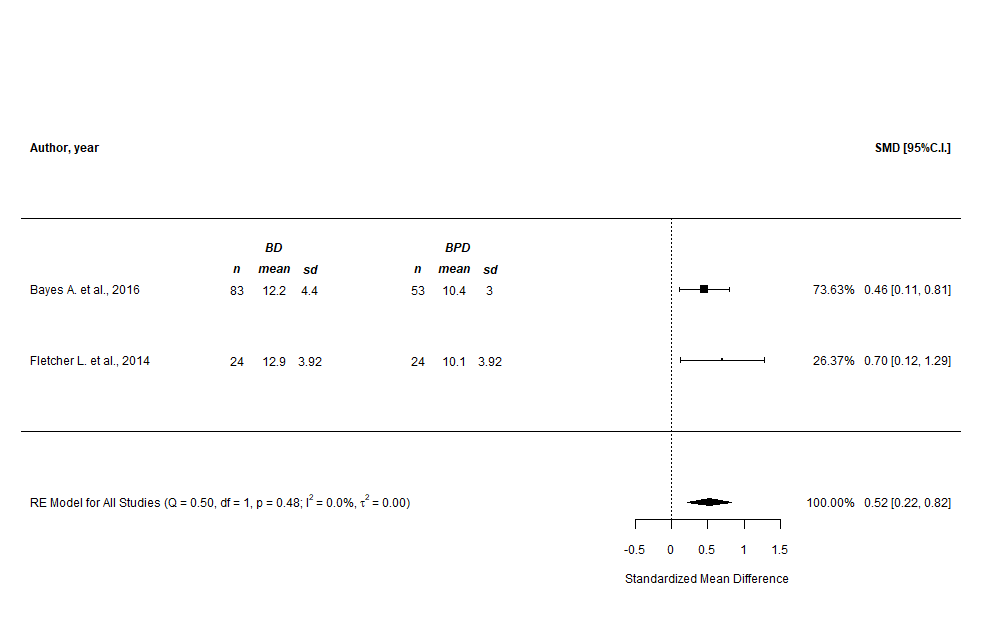 Author, year SMD [95%C.I.]
BD BPD
n mean sd n mean sd
Bayes A. et al., 2016 83 12.2 4.4 53 10.4 3 73.63% 0.46 [0.11, 0.81]
Fletcher L. et al., 2014 24 12.9 3.92 24 10.1 3.92 26.37% 0.70 [0.12, 1.29]
RE Model for All Studies (Q = 0.50, df = 1, p = 0.48; I² = 0.0%, τ² = 0.00) 100.00% 0.52 [0.22, 0.82]
-0.5 0 0.5 1 1.5
Standardized Mean Difference